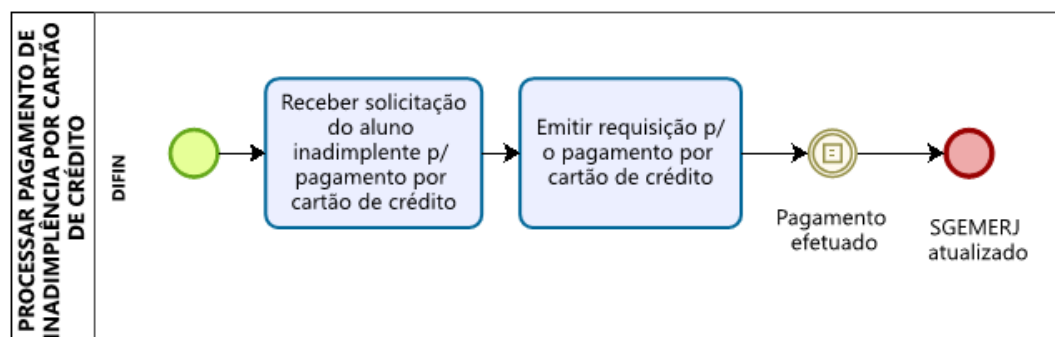 PROCESSAR PAGAMENTO DE
INADIMPLÊNCIA POR CARTÃO
DE CRÉDITO
DIFIN
Receber solicitação
do aluno
inadimplente p/
pagamento por
cartão de crédito
Emitir requisição p/
o pagamento por
cartão de crédito
Pagamento
efetuado
SGEMERJ
atualizado